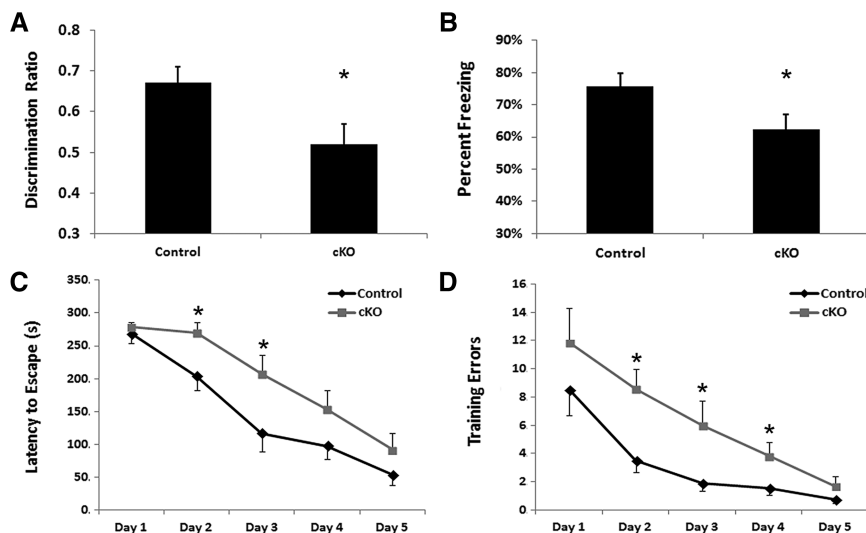 A
Discrimination Ratio
0.8
0.7
0.6
0.5
0.4
0.3
*
Control
cKO
B
Percent Freezing
90%
80%
70%
60%
50%
40%
30%
*
Control
cKO
C
Latency to Escape (s)
350.
300.
250.
200.
150.
100.
50.
0.
* *
Control
cKO
Day 1 Day 2 Day 3 Day 4 Day 5
D
Training Errors
16
14
12
10
8
6
4
2
0
* * *
Control
cKO
Day 1 Day 2 Day 3 Day 4 Day 5